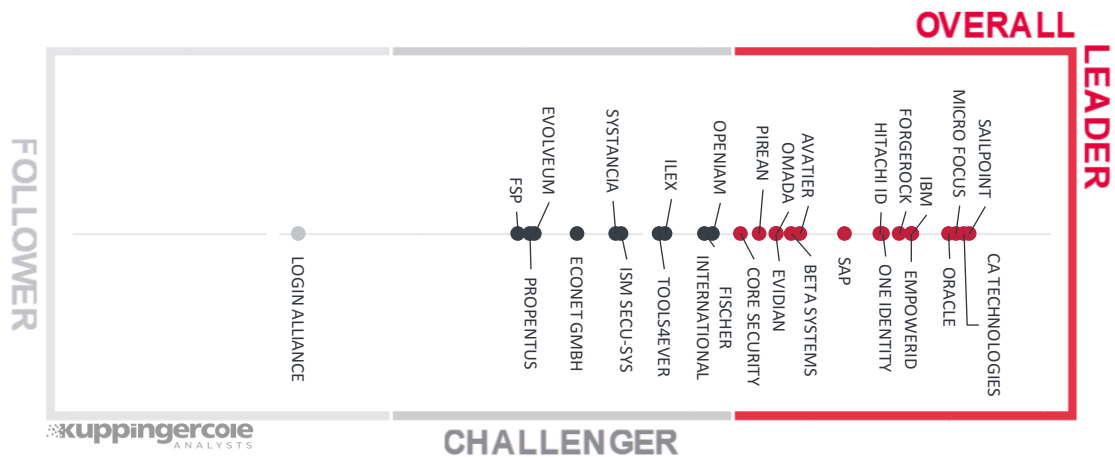 OVERALL
LEADER
FOLLOWER
CHALLENGER
LOGIN ALLIANCE
FSP
PROPENTUS
EVOLVEUM
ECONET GMBH
SYSTANCIA
ISM SECU-SYS
TOOLS4EVER
ILEX
FISCHER
INTERNATIONAL
OPENIAM
CORE SECURITY
PIREAN
EVIDIAN
OMADA
AVATIER
BETA SYSTEMS
SAP
HITACHI ID
ONE IDENTITY
FORGEROCK
IBM
EMPOWERID
ORACLE
MICRO FOCUS
CA TECHNOLOGIES
SAILPOINT
kuppingercole
ANALYSTS